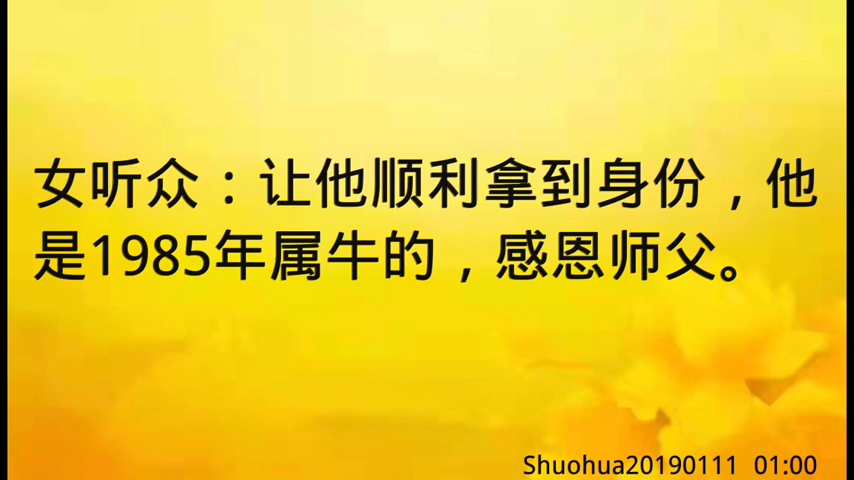 女听众：让他顺利拿到身份，他
是1985年属牛的，感恩师父。
Shuohua20190111 01:00